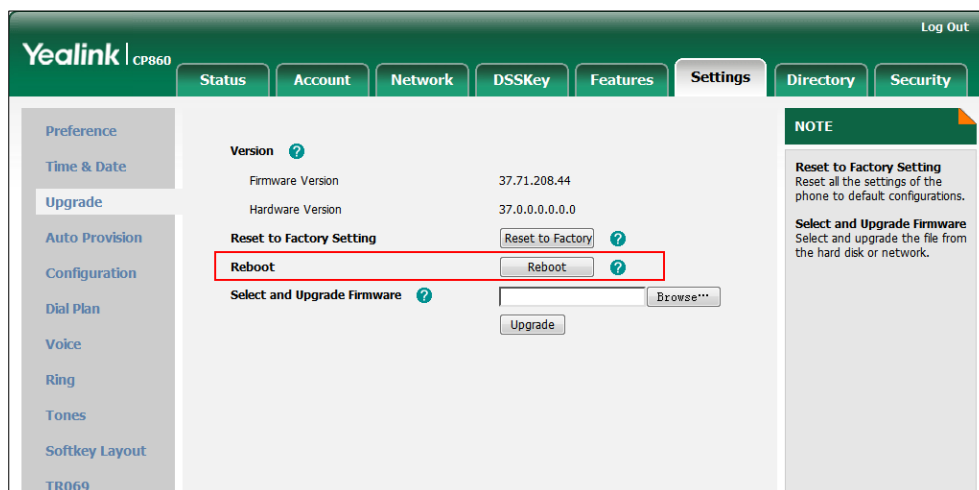 Log Out
Yealink CP860
Status Account Network DSSKey Features Settings Directory Security
Preference
Time & Date
Upgrade
Auto Provision
Configuration
Dial Plan
Voice
Ring
Tones
Softkey Layout
TR069
Version ?
Firmware Version 37.71.208.44
Hardware Version 37.0.0.0.0.0.0
Reset to Factory Setting Reset to Factory ?
Reboot Reboot ?
Select and Upgrade Firmware ? Browse...
Upgrade
NOTE
Reset to Factory Setting
Reset all the settings of the
phone to default configurations.
Select and Upgrade Firmware
Select and upgrade the file from
the hard disk or network.